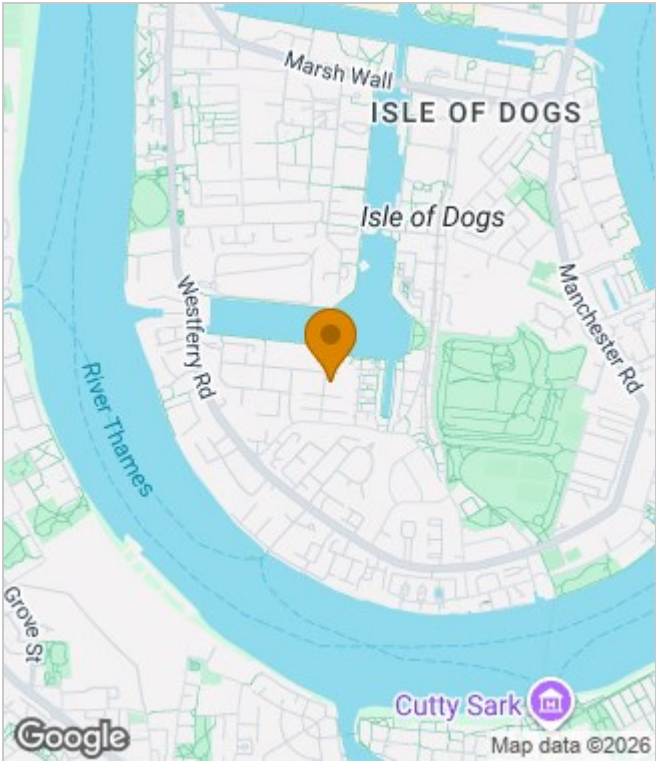 Marsh Wall
ISLE OF DOGS
Isle of Dogs
Manchester Rd
Westferry Rd
River Thames
Grove St
Cutty Sark
Google
Map data ©2026